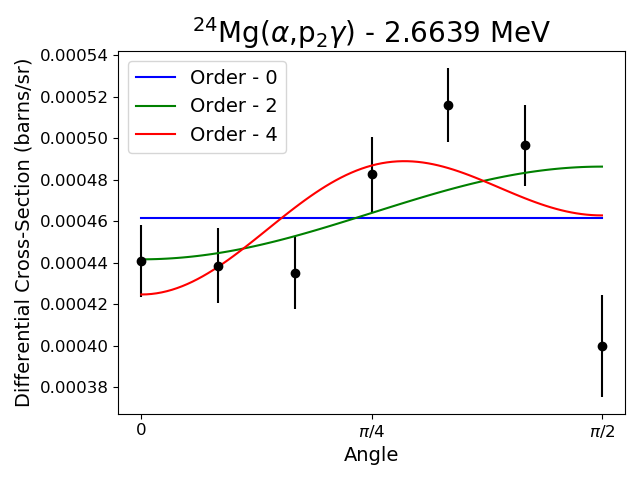 ²⁴Mg(α,p₂γ) - 2.6639 MeV
Order - 0
Order - 2
Order - 4
Differential Cross-Section (barns/sr)
0.00054
0.00052
0.00050
0.00048
0.00046
0.00044
0.00042
0.00040
0.00038
0
π/4
π/2
Angle